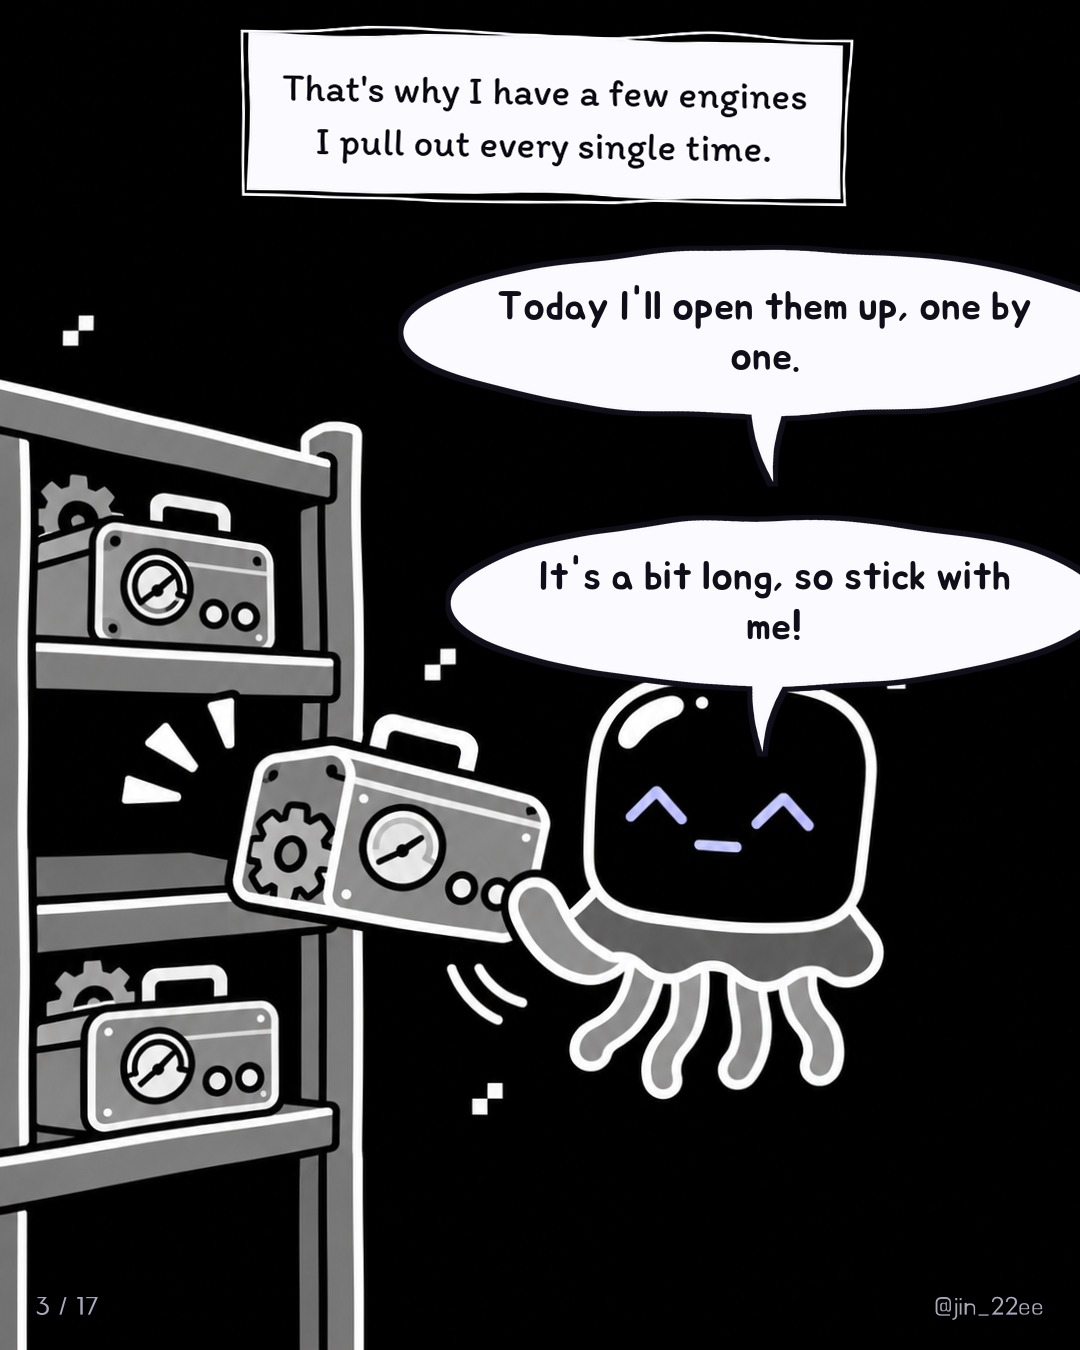 That's why I have a few engines
I pull out every single time.
Today I'll open them up, one by
one.
It's a bit long, so stick with
me!
3 / 17
@jin_22ee